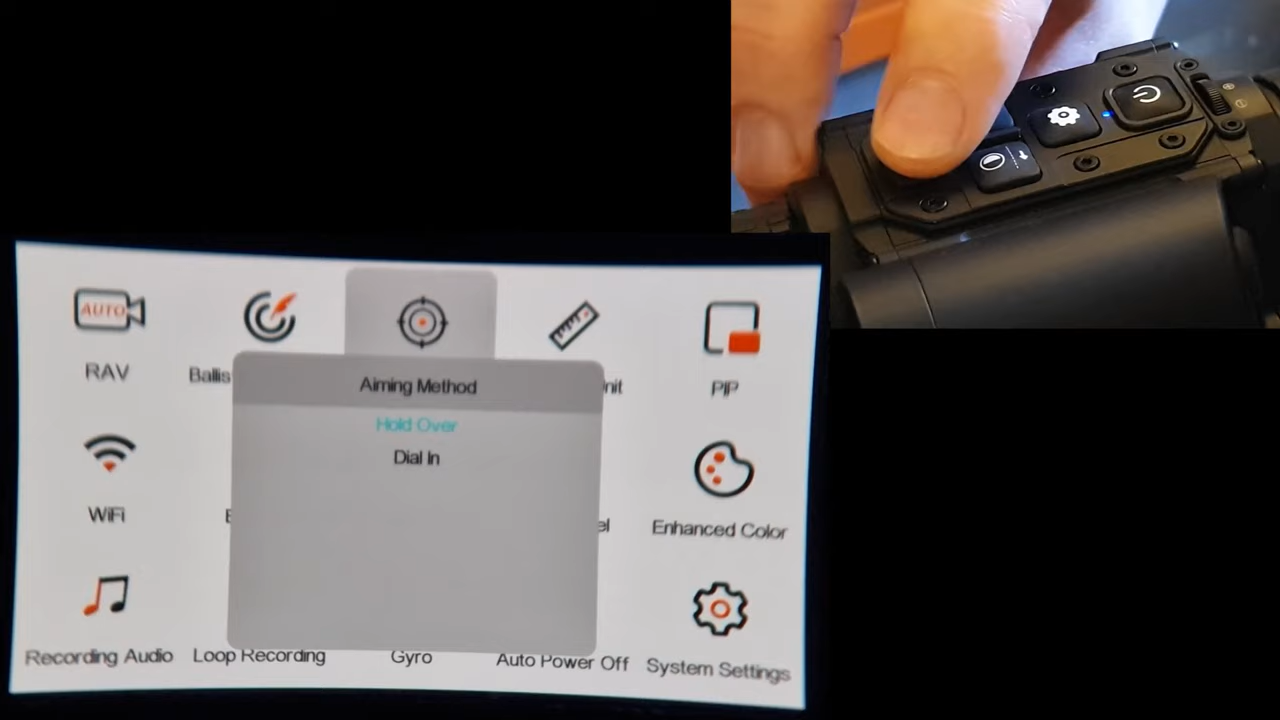 AUTO
RAV
Ballis
nit
PIP
Aiming Method
Hold Over
Dial In
WiFi
E
el
Enhanced Color
Recording Audio
Loop Recording
Gyro
Auto Power Off
System Settings